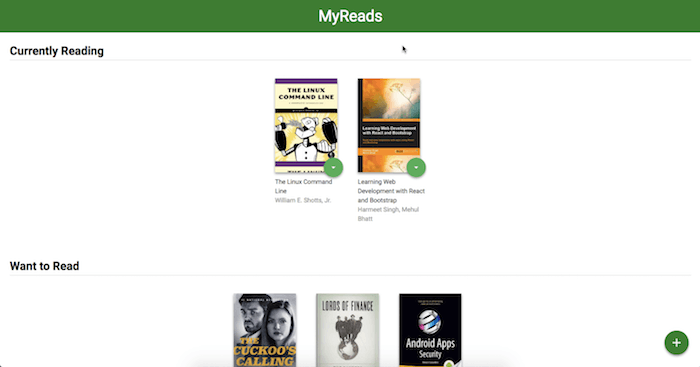 MyReads
Currently Reading
THE LINUX
COMMAND LINE
Learning Web Development
with React and Bootstrap
The Linux Command
Line
William E. Shotts, Jr.
Learning Web
Development with React
and Bootstrap
Harmeet Singh, Mehul
Bhatt
Want to Read
THE
CUCKOO'S
CALLING
LORDS OF FINANCE
Android Apps
Security
+